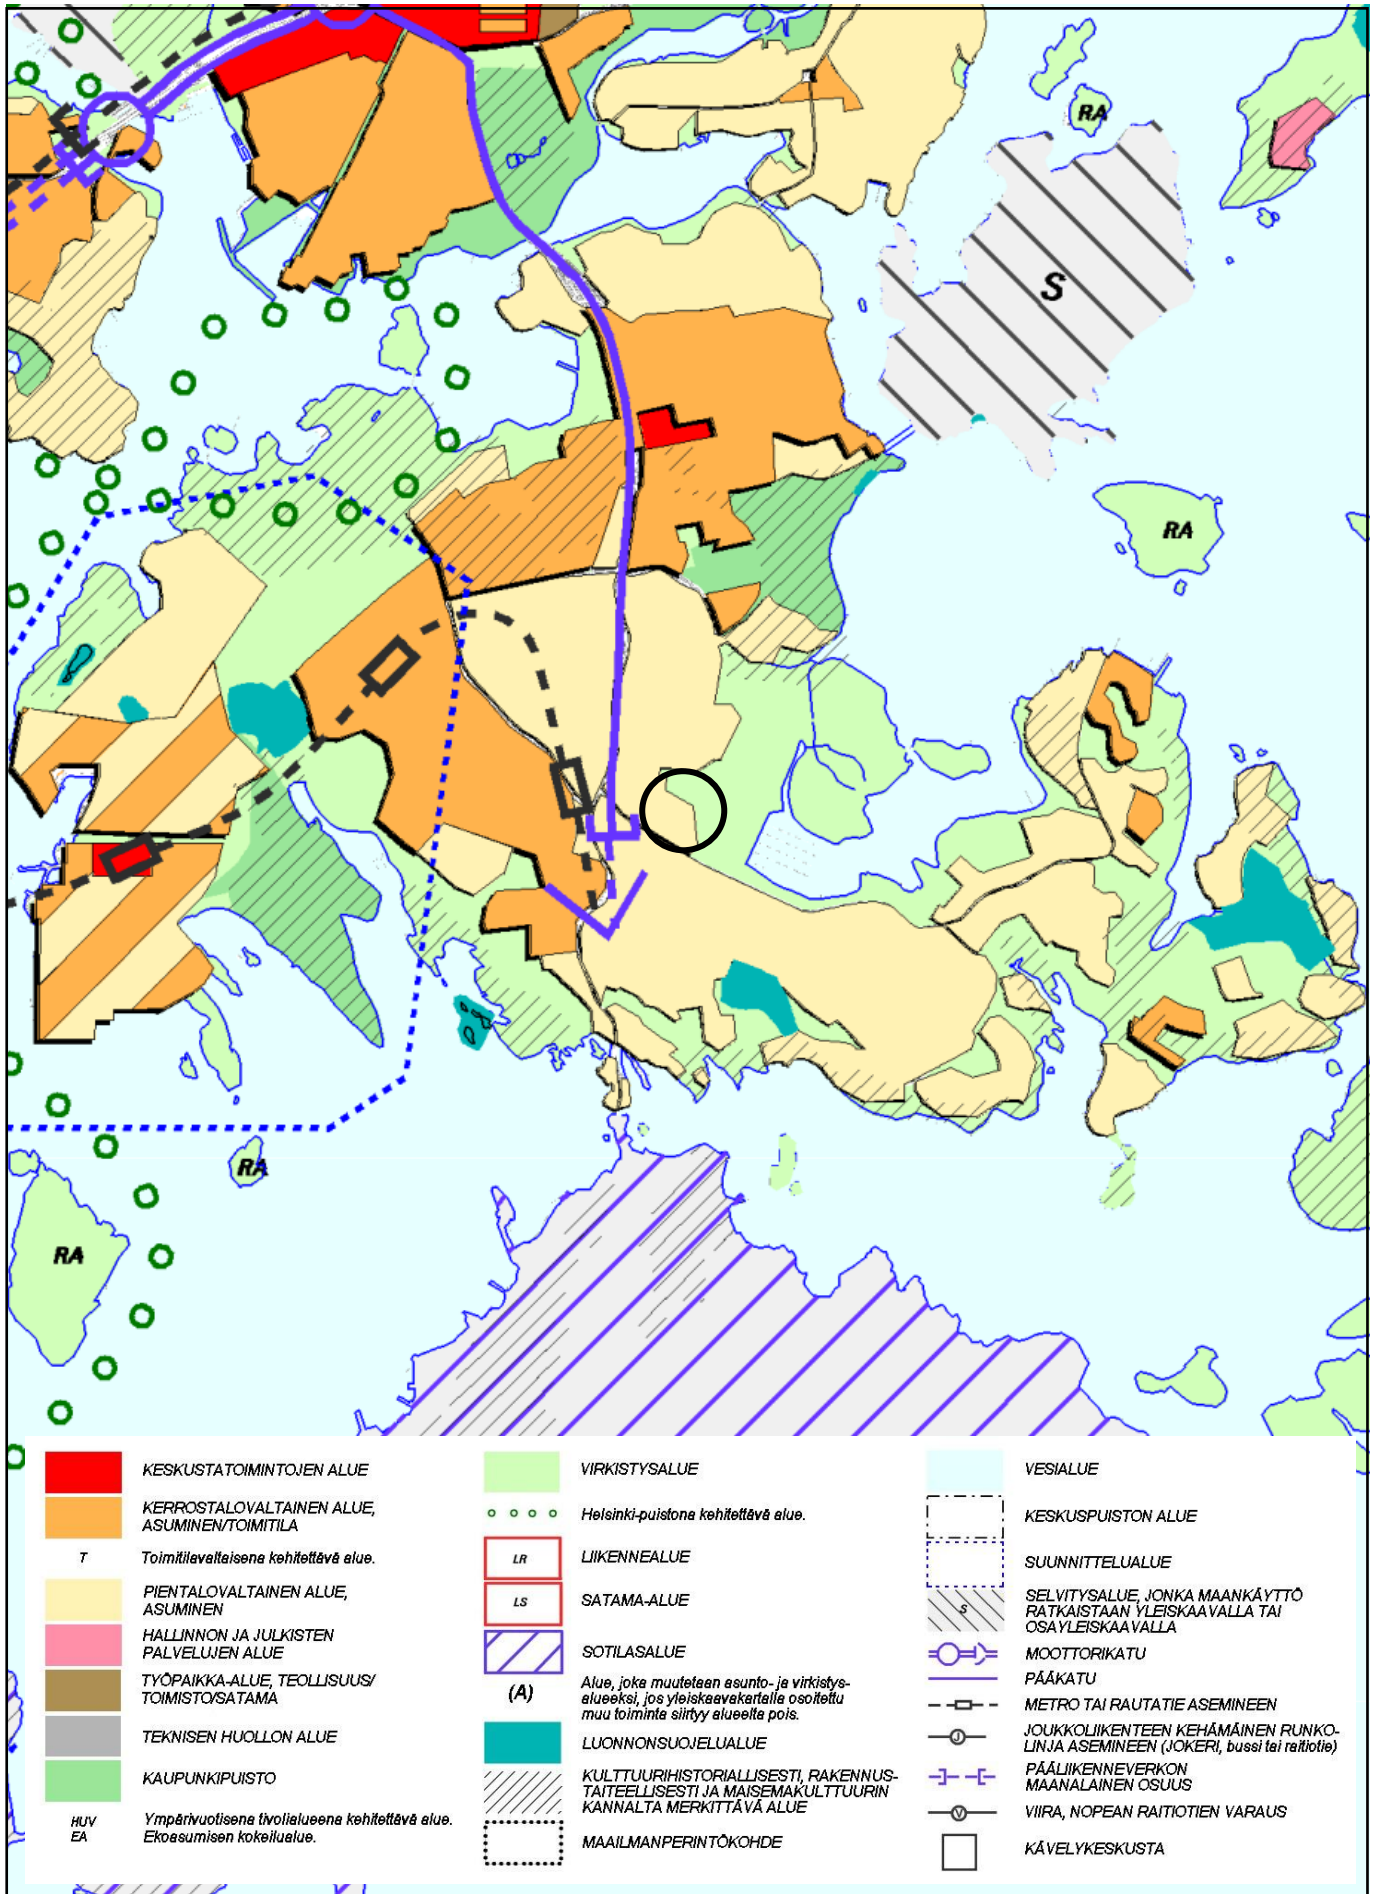 RA
S
RA
RA
RA
KESKUSTATOIMINTOJEN ALUE
KERROSTALOVALTAINEN ALUE,
ASUMINEN/TOIMITILA
T Toimitilavaltaisena kehitettävä alue.
PIENTALOVALTAINEN ALUE,
ASUMINEN
HALLINNON JA JULKISTEN
PALVELUJEN ALUE
TYÖPAIKKA-ALUE, TEOLLISUUS/
TOIMISTO/SATAMA
TEKNISEN HUOLLON ALUE
KAUPUNKIPUISTO
HUV Ympärivuotisena tivolialueena kehitettävä alue.
EA Ekoasumisen kokeilualue.
VIRKISTYSALUE
Helsinki-puistona kehitettävä alue.
LR LIIKENNEALUE
LS SATAMA-ALUE
SOTILASALUE
(A) Alue, joka muutetaan asunto- ja virkistys-
alueeksi, jos yleiskaavakartalla osoitettu
muu toiminta siirtyy alueelta pois.
LUONNONSUOJELUALUE
KULTTUURIHISTORIALLISESTI, RAKENNUS-
TAITEELLISESTI JA MAISEMAKULTTUURIN
KANNALTA MERKITTÄVÄ ALUE
MAAILMANPERINTÖKOHDE
VESIALUE
KESKUSPUISTON ALUE
SUUNNITTELUALUE
S SELVITYSALUE, JONKA MAANKÄYTTÖ
RATKAISTAAN YLEISKAAVALLA TAI
OSAYLEISKAAVALLA
MOOTTORIKATU
PÄÄKATU
METRO TAI RAUTATIE ASEMINEEN
J JOUKKOLIIKENTEEN KEHÄMÄINEN RUNKO-
LINJA ASEMINEEN (JOKERI, bussi tai raitiotie)
PÄÄLIIKENNEVERKON
MAANALAINEN OSUUS
V VIIRA, NOPEAN RAITIOTIEN VARAUS
KÄVELYKESKUSTA